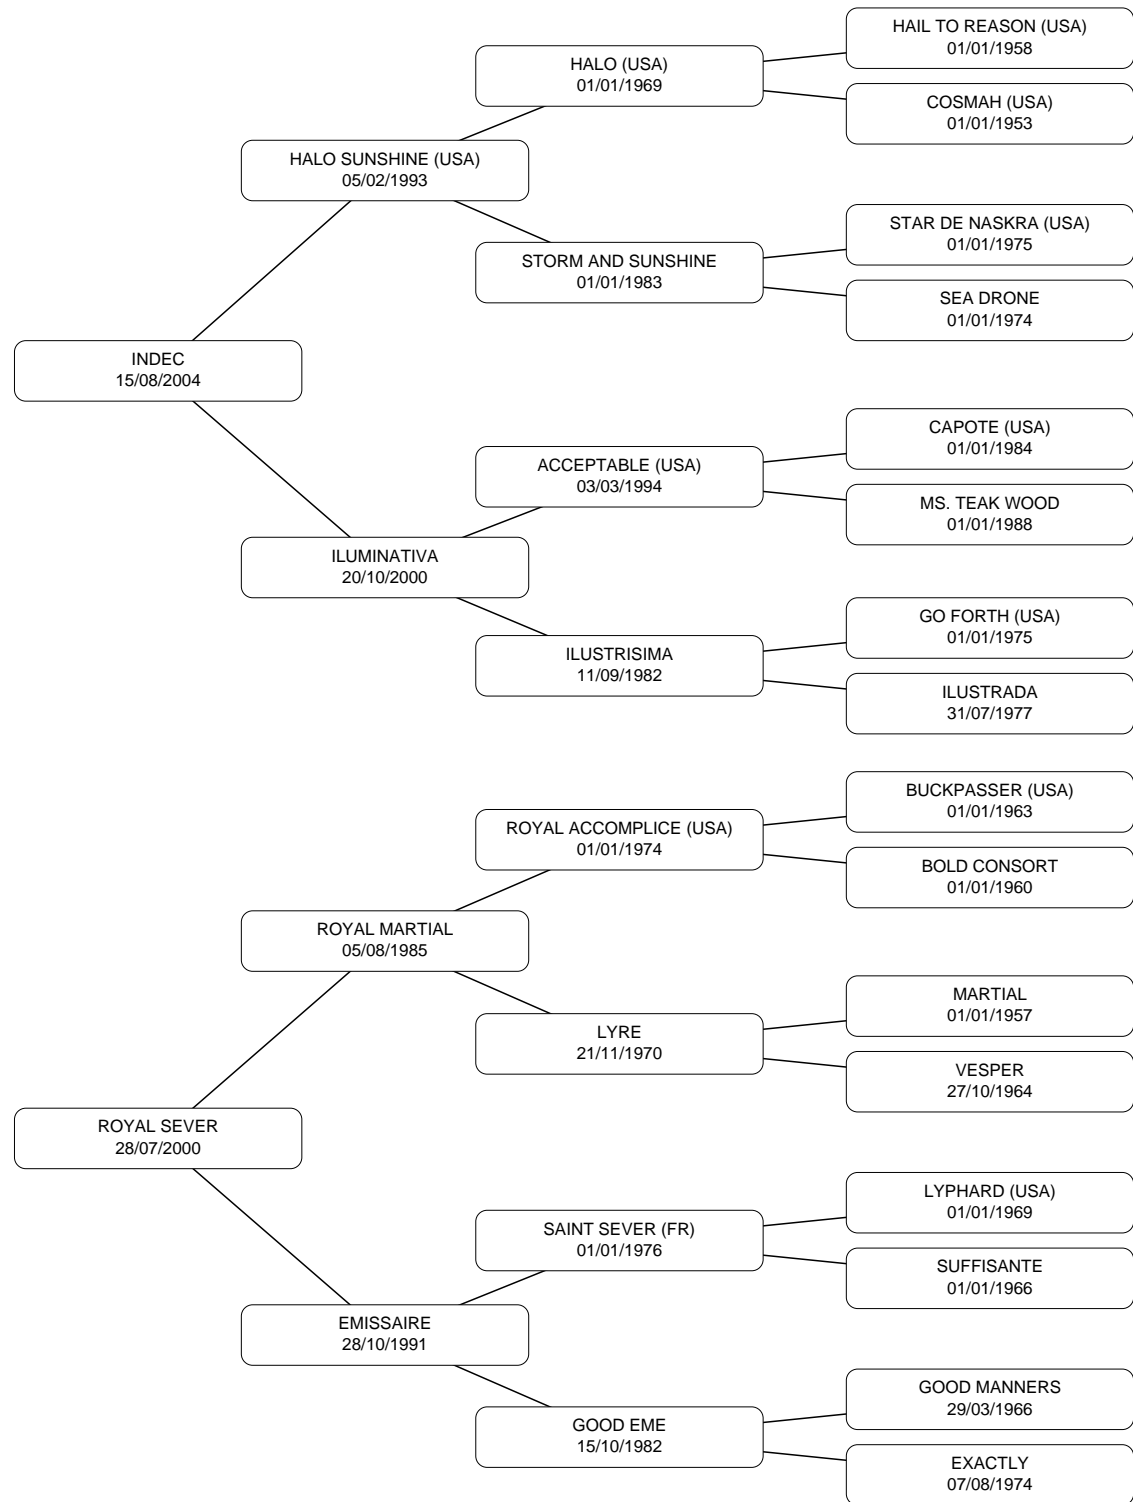 HAIL TO REASON (USA)
01/01/1958
HALO (USA)
01/01/1969
COSMAH (USA)
01/01/1953
HALO SUNSHINE (USA)
05/02/1993
STAR DE NASKRA (USA)
01/01/1975
STORM AND SUNSHINE
01/01/1983
SEA DRONE
01/01/1974
INDEC
15/08/2004
CAPOTE (USA)
01/01/1984
ACCEPTABLE (USA)
03/03/1994
MS. TEAK WOOD
01/01/1988
ILUMINATIVA
20/10/2000
GO FORTH (USA)
01/01/1975
ILUSTRISIMA
11/09/1982
ILUSTRADA
31/07/1977
BUCKPASSER (USA)
01/01/1963
ROYAL ACCOMPLICE (USA)
01/01/1974
BOLD CONSORT
01/01/1960
ROYAL MARTIAL
05/08/1985
MARTIAL
01/01/1957
LYRE
21/11/1970
VESPER
27/10/1964
ROYAL SEVER
28/07/2000
LYPHARD (USA)
01/01/1969
SAINT SEVER (FR)
01/01/1976
SUFFISANTE
01/01/1966
EMISSAIRE
28/10/1991
GOOD MANNERS
29/03/1966
GOOD EME
15/10/1982
EXACTLY
07/08/1974